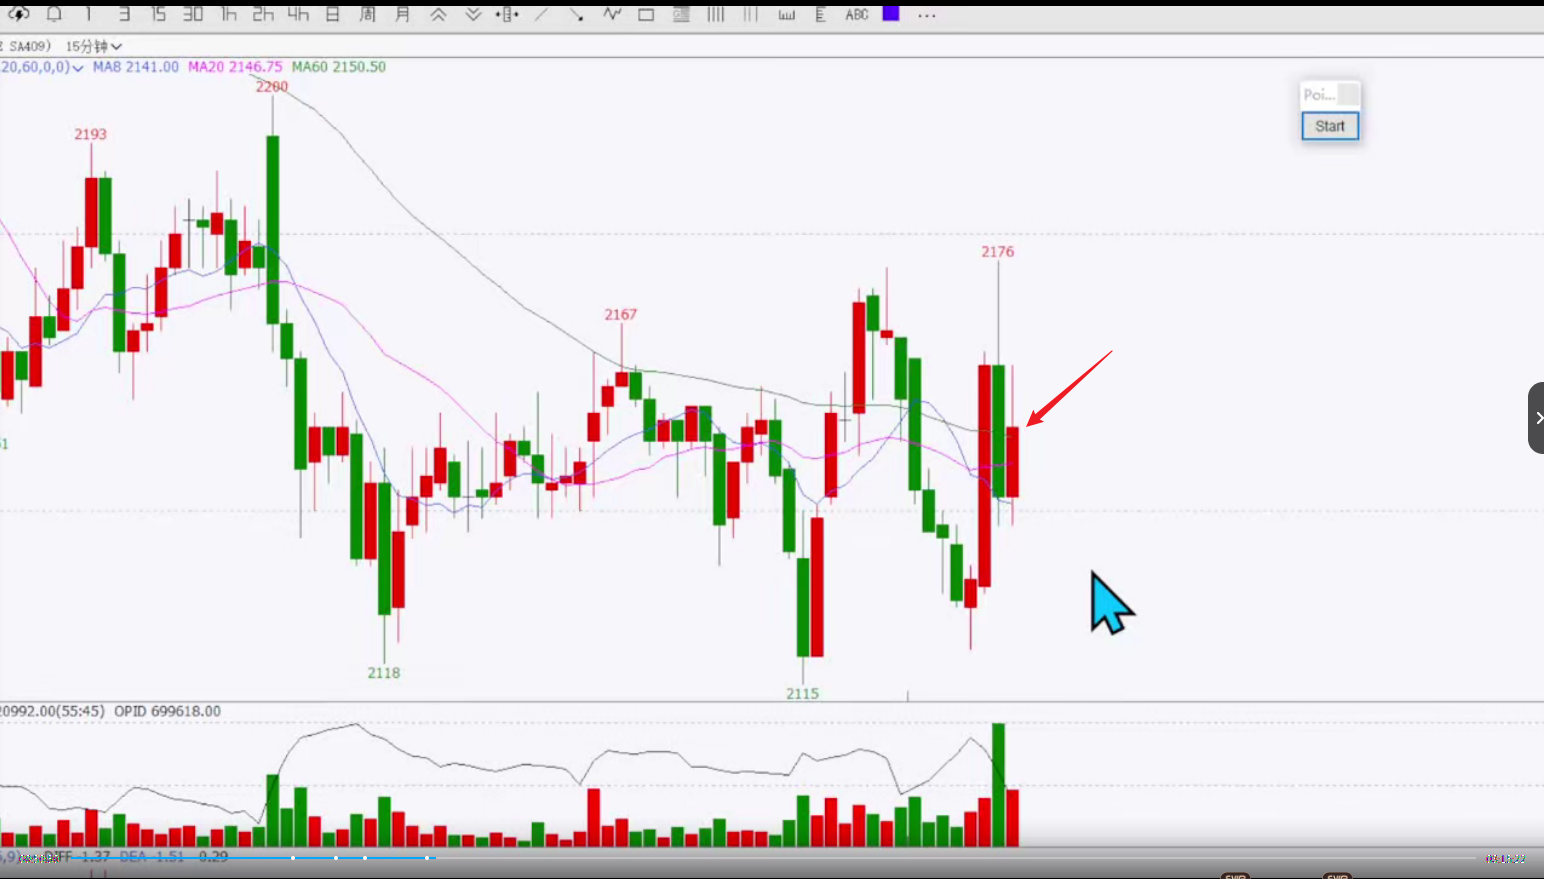 1 3 15 30 1h 2h 4h 日 周 月 ABC ...
SA409) 15分钟
20,60,0,0) MA8 2141.00 MA20 2146.75 MA60 2150.50
2200
Poi...
Start
2193
2176
2167
2118
2115
20992.00(55:45) OPID 699618.00
DIFF -1.37 DEA -1.51 0.29